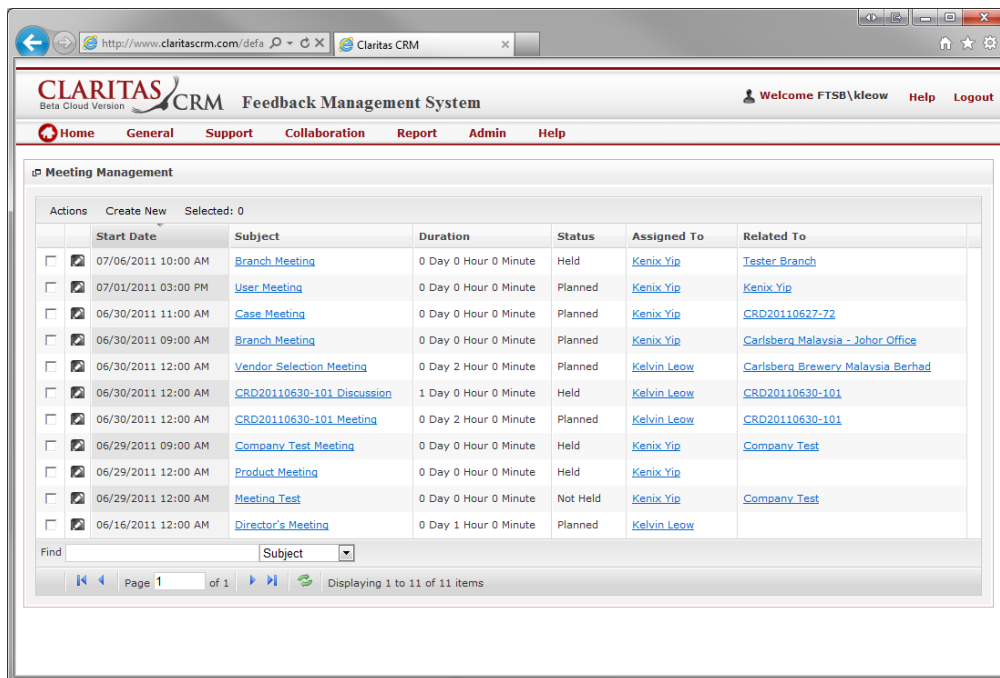 http://www.claritascrm.com/defa
Claritas CRM
CLARITAS CRM
Beta Cloud Version
Feedback Management System
Welcome FTSB\kleow Help Logout
Home General Support Collaboration Report Admin Help
Meeting Management
Actions Create New Selected: 0
Start Date Subject Duration Status Assigned To Related To
07/06/2011 10:00 AM Branch Meeting 0 Day 0 Hour 0 Minute Held Kenix Yip Tester Branch
07/01/2011 03:00 PM User Meeting 0 Day 0 Hour 0 Minute Planned Kenix Yip Kenix Yip
06/30/2011 11:00 AM Case Meeting 0 Day 0 Hour 0 Minute Planned Kenix Yip CRD20110627-72
06/30/2011 09:00 AM Branch Meeting 0 Day 0 Hour 0 Minute Planned Kenix Yip Carlsberg Malaysia - Johor Office
06/30/2011 12:00 AM Vendor Selection Meeting 0 Day 2 Hour 0 Minute Planned Kelvin Leow Carlsberg Brewery Malaysia Berhad
06/30/2011 12:00 AM CRD20110630-101 Discussion 1 Day 0 Hour 0 Minute Held Kelvin Leow CRD20110630-101
06/30/2011 12:00 AM CRD20110630-101 Meeting 0 Day 2 Hour 0 Minute Planned Kelvin Leow CRD20110630-101
06/29/2011 09:00 AM Company Test Meeting 0 Day 0 Hour 0 Minute Held Kenix Yip Company Test
06/29/2011 12:00 AM Product Meeting 0 Day 0 Hour 0 Minute Held Kenix Yip
06/29/2011 12:00 AM Meeting Test 0 Day 0 Hour 0 Minute Not Held Kenix Yip Company Test
06/16/2011 12:00 AM Director's Meeting 0 Day 1 Hour 0 Minute Planned Kelvin Leow
Find Subject
Page 1 of 1 Displaying 1 to 11 of 11 items